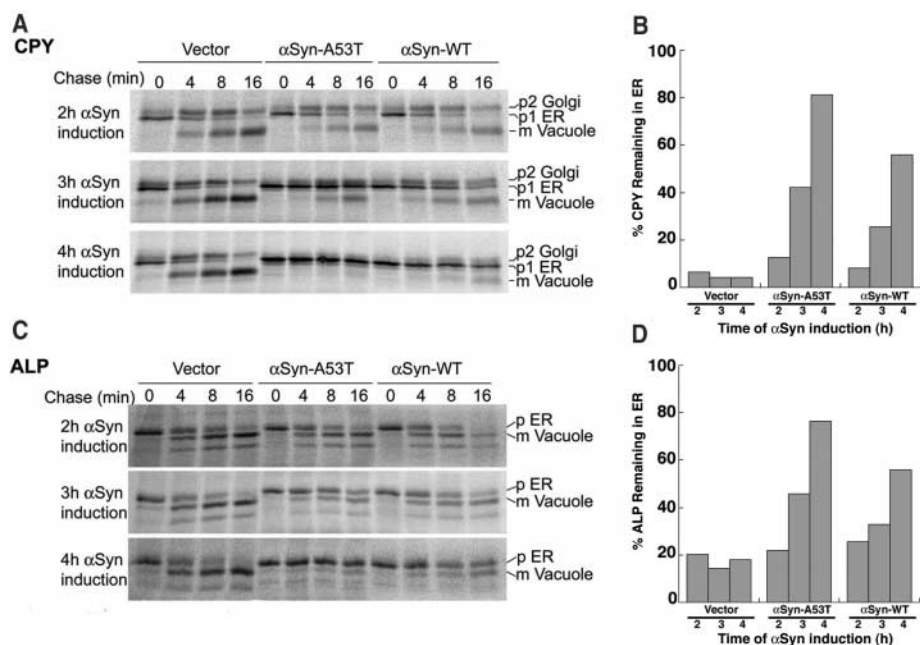 A
CPY
Vector αSyn-A53T αSyn-WT
Chase (min) 0 4 8 16 0 4 8 16 0 4 8 16
2h αSyn
induction
p2 Golgi
p1 ER
m Vacuole
3h αSyn
induction
p2 Golgi
p1 ER
m Vacuole
4h αSyn
induction
p2 Golgi
p1 ER
m Vacuole
B
% CPY Remaining in ER
100
80
60
40
20
0
Vector αSyn-A53T αSyn-WT
2 3 4 2 3 4 2 3 4
Time of αSyn induction (h)
C
ALP
Vector αSyn-A53T αSyn-WT
Chase (min) 0 4 8 16 0 4 8 16 0 4 8 16
2h αSyn
induction
p ER
m Vacuole
3h αSyn
induction
p ER
m Vacuole
4h αSyn
induction
p ER
m Vacuole
D
% ALP Remaining in ER
100
80
60
40
20
0
Vector αSyn-A53T αSyn-WT
2 3 4 2 3 4 2 3 4
Time of αSyn induction (h)